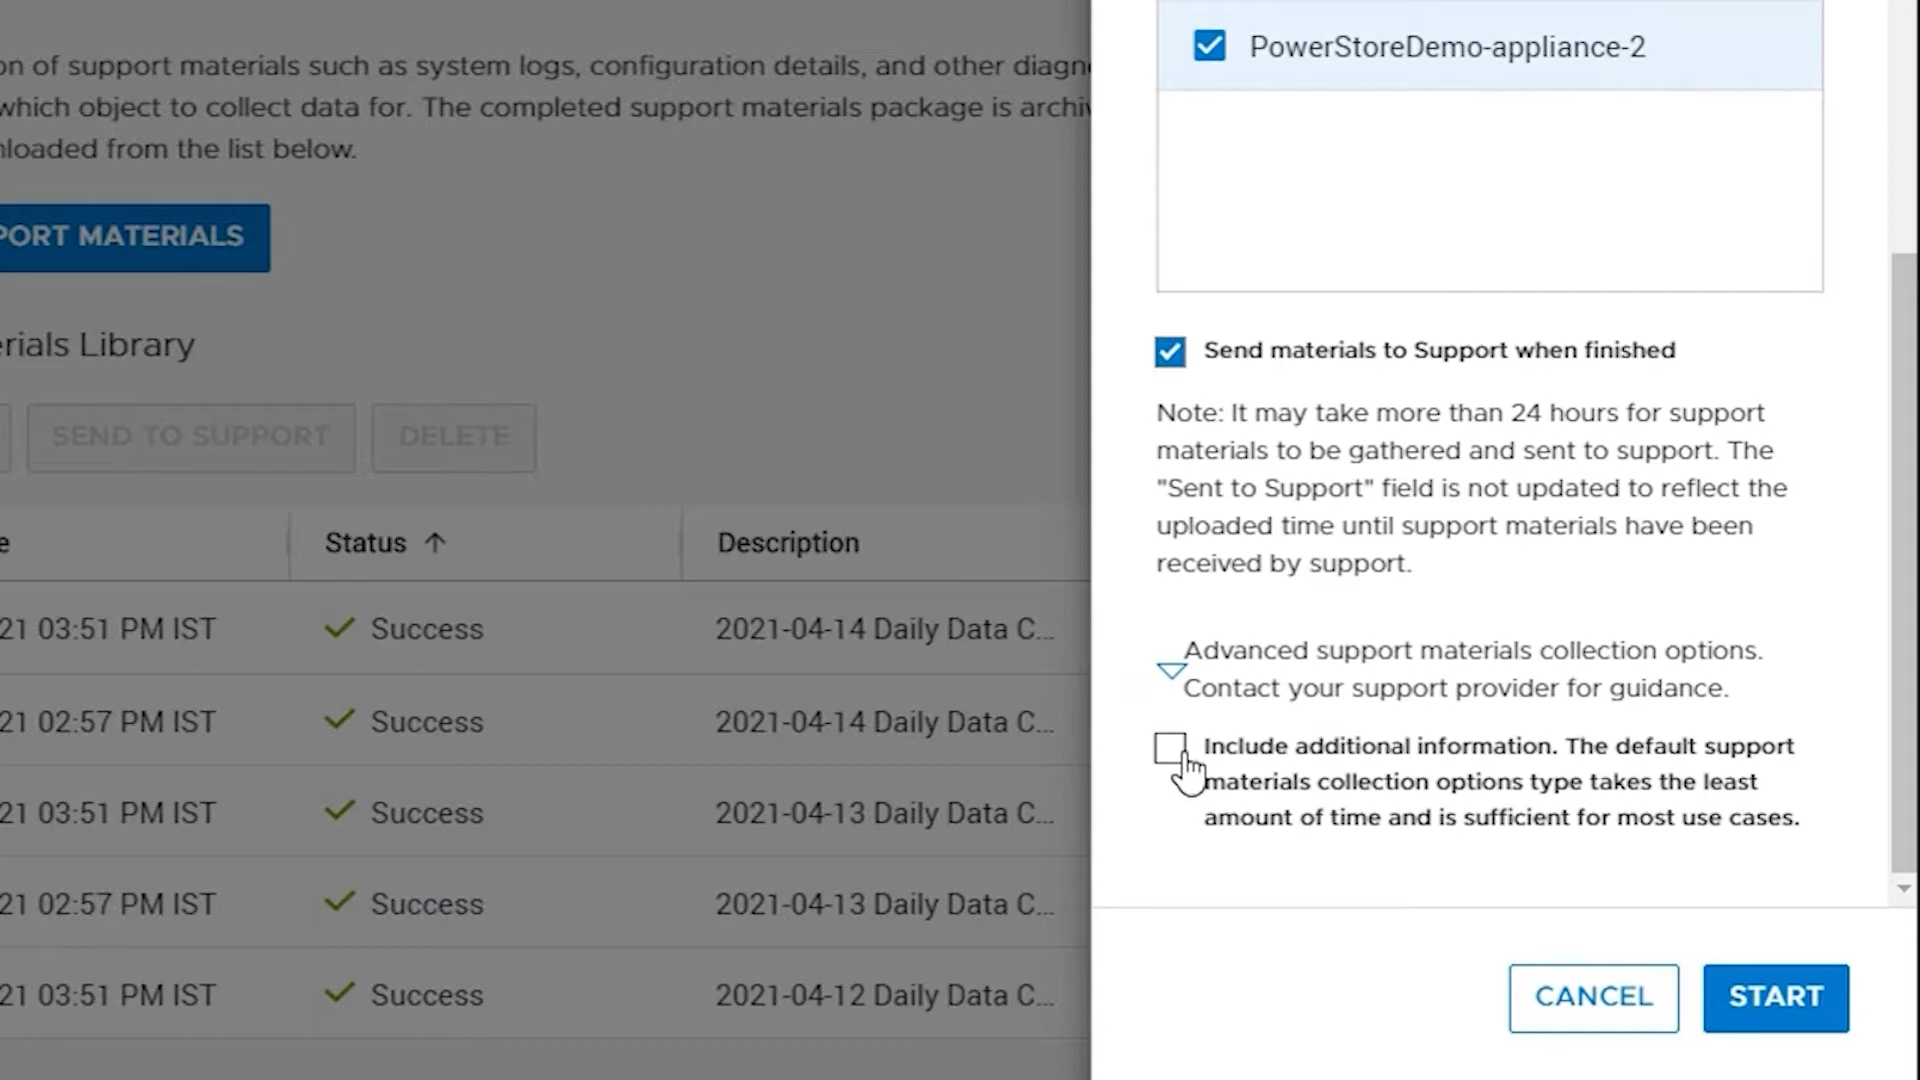 on of support materials such as system logs, configuration details, and other diagn
which object to collect data for. The completed support materials package is archi
nloaded from the list below.
PORT MATERIALS
erials Library
SEND TO SUPPORT
DELETE
e
Status
Description
21 03:51 PM IST
Success
2021-04-14 Daily Data C...
21 02:57 PM IST
Success
2021-04-14 Daily Data C...
21 03:51 PM IST
Success
2021-04-13 Daily Data C...
21 02:57 PM IST
Success
2021-04-13 Daily Data C...
21 03:51 PM IST
Success
2021-04-12 Daily Data C...
PowerStoreDemo-appliance-2
Send materials to Support when finished
Note: It may take more than 24 hours for support
materials to be gathered and sent to support. The
"Sent to Support" field is not updated to reflect the
uploaded time until support materials have been
received by support.
Advanced support materials collection options.
Contact your support provider for guidance.
Include additional information. The default support
materials collection options type takes the least
amount of time and is sufficient for most use cases.
CANCEL
START